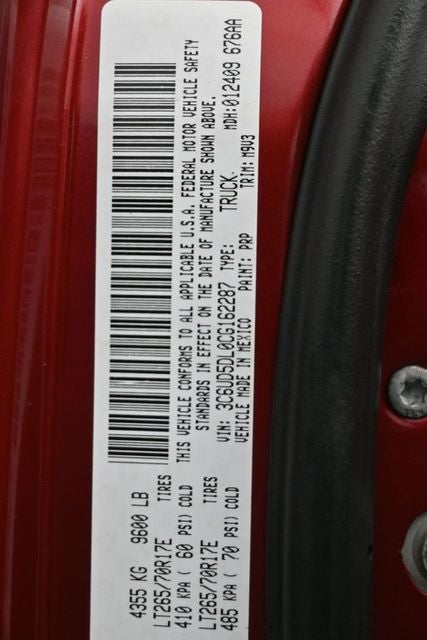 4355 KG 9600 LB
LT265/70R17E TIRES
410 KPA ( 60 PSI) COLD
LT265/70R17E TIRES
485 KPA ( 70 PSI) COLD
THIS VEHICLE CONFORMS TO ALL APPLICABLE U.S.A. FEDERAL MOTOR VEHICLE SAFETY
STANDARDS IN EFFECT ON THE DATE OF MANUFACTURE SHOWN ABOVE.
VIN: 3C6UD5DL0CG162287 TYPE: TRUCK MDH:012409 676AA
VEHICLE MADE IN MEXICO PAINT: PRP TRIM: M9V3